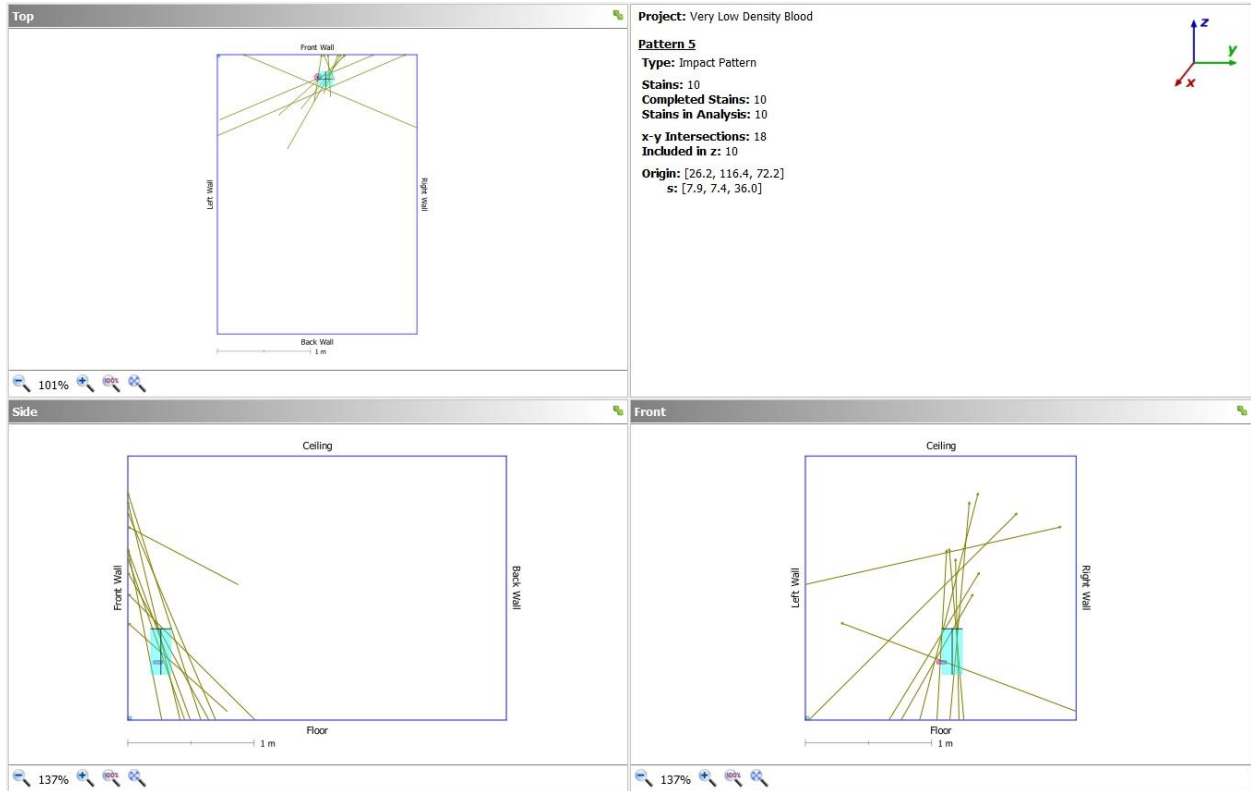 Top
Front Wall
Left Wall
Right Wall
Back Wall
1 m
101%
100%
Project: Very Low Density Blood
Pattern 5
Type: Impact Pattern
Stains: 10
Completed Stains: 10
Stains in Analysis: 10
x-y Intersections: 18
Included in z: 10
Origin: [26.2, 116.4, 72.2]
s: [7.9, 7.4, 36.0]
z
y
x
Side
Ceiling
Front Wall
Back Wall
Floor
1 m
137%
100%
Front
Ceiling
Left Wall
Right Wall
Floor
1 m
137%
100%